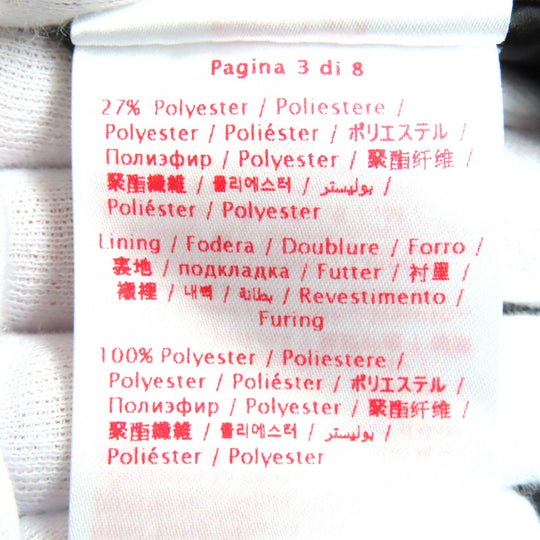 Pagina 3 di 8
27% Polyester / Poliestere /
Polyester / Poliéster / ポリエステル /
Полиэфир / Polyester / 聚酯纤维 /
聚酯纖維 / 폴리에스터 / بوليستر /
Poliéster / Polyester
Lining / Fodera / Doublure / Forro /
裏地 / подкладка / Futter / 衬里 /
襯裡 / 내벽 / بطانة / Revestimento /
Furing
100% Polyester / Poliestere /
Polyester / Poliéster / ポリエステル /
Полиэфир / Polyester / 聚酯纤维 /
聚酯纖維 / 폴리에스터 / بوليستر /
Poliéster / Polyester